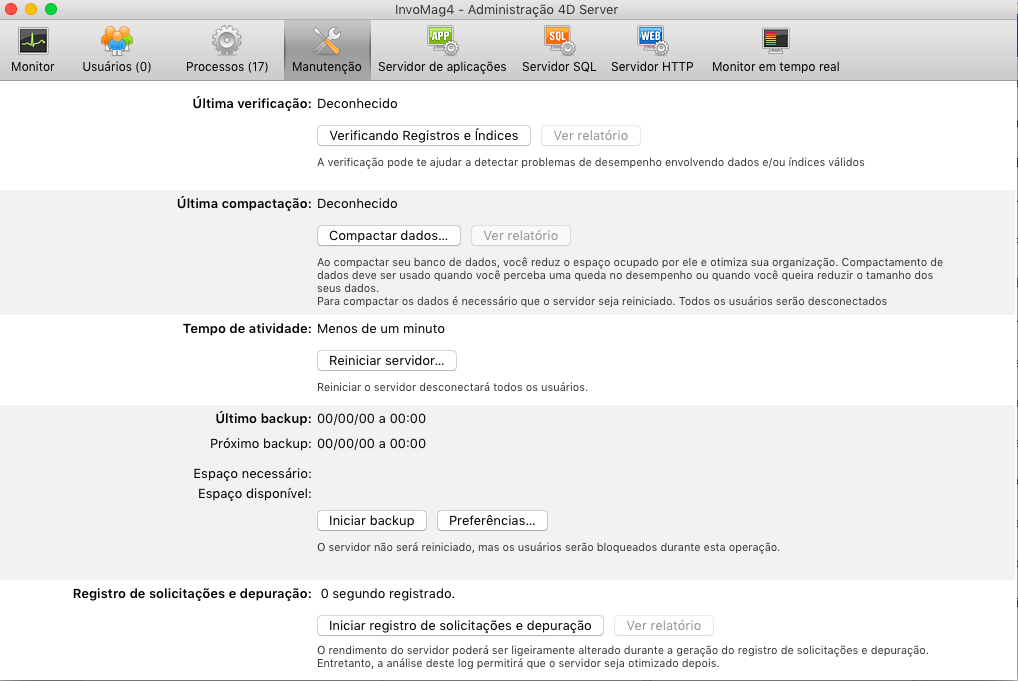 InvoMag4 - Administração 4D Server
Monitor Usuários (0) Processos (17) Manutenção Servidor de aplicações Servidor SQL Servidor HTTP Monitor em tempo real
APP SQL WEB
Última verificação: Deconhecido
Verificando Registros e Índices Ver relatório
A verificação pode te ajudar a detectar problemas de desempenho envolvendo dados e/ou índices válidos
Última compactação: Deconhecido
Compactar dados... Ver relatório
Ao compactar seu banco de dados, você reduz o espaço ocupado por ele e otimiza sua organização. Compactamento de
dados deve ser usado quando você perceba uma queda no desempenho ou quando você queira reduzir o tamanho dos
seus dados.
Para compactar os dados é necessário que o servidor seja reiniciado. Todos os usuários serão desconectados
Tempo de atividade: Menos de um minuto
Reiniciar servidor...
Reiniciar o servidor desconectará todos os usuários.
Último backup: 00/00/00 a 00:00
Próximo backup: 00/00/00 a 00:00
Espaço necessário:
Espaço disponível:
Iniciar backup Preferências...
O servidor não será reiniciado, mas os usuários serão bloqueados durante esta operação.
Registro de solicitações e depuração: 0 segundo registrado.
Iniciar registro de solicitações e depuração Ver relatório
O rendimento do servidor poderá ser ligeiramente alterado durante a geração do registro de solicitações e depuração.
Entretanto, a análise deste log permitirá que o servidor seja otimizado depois.